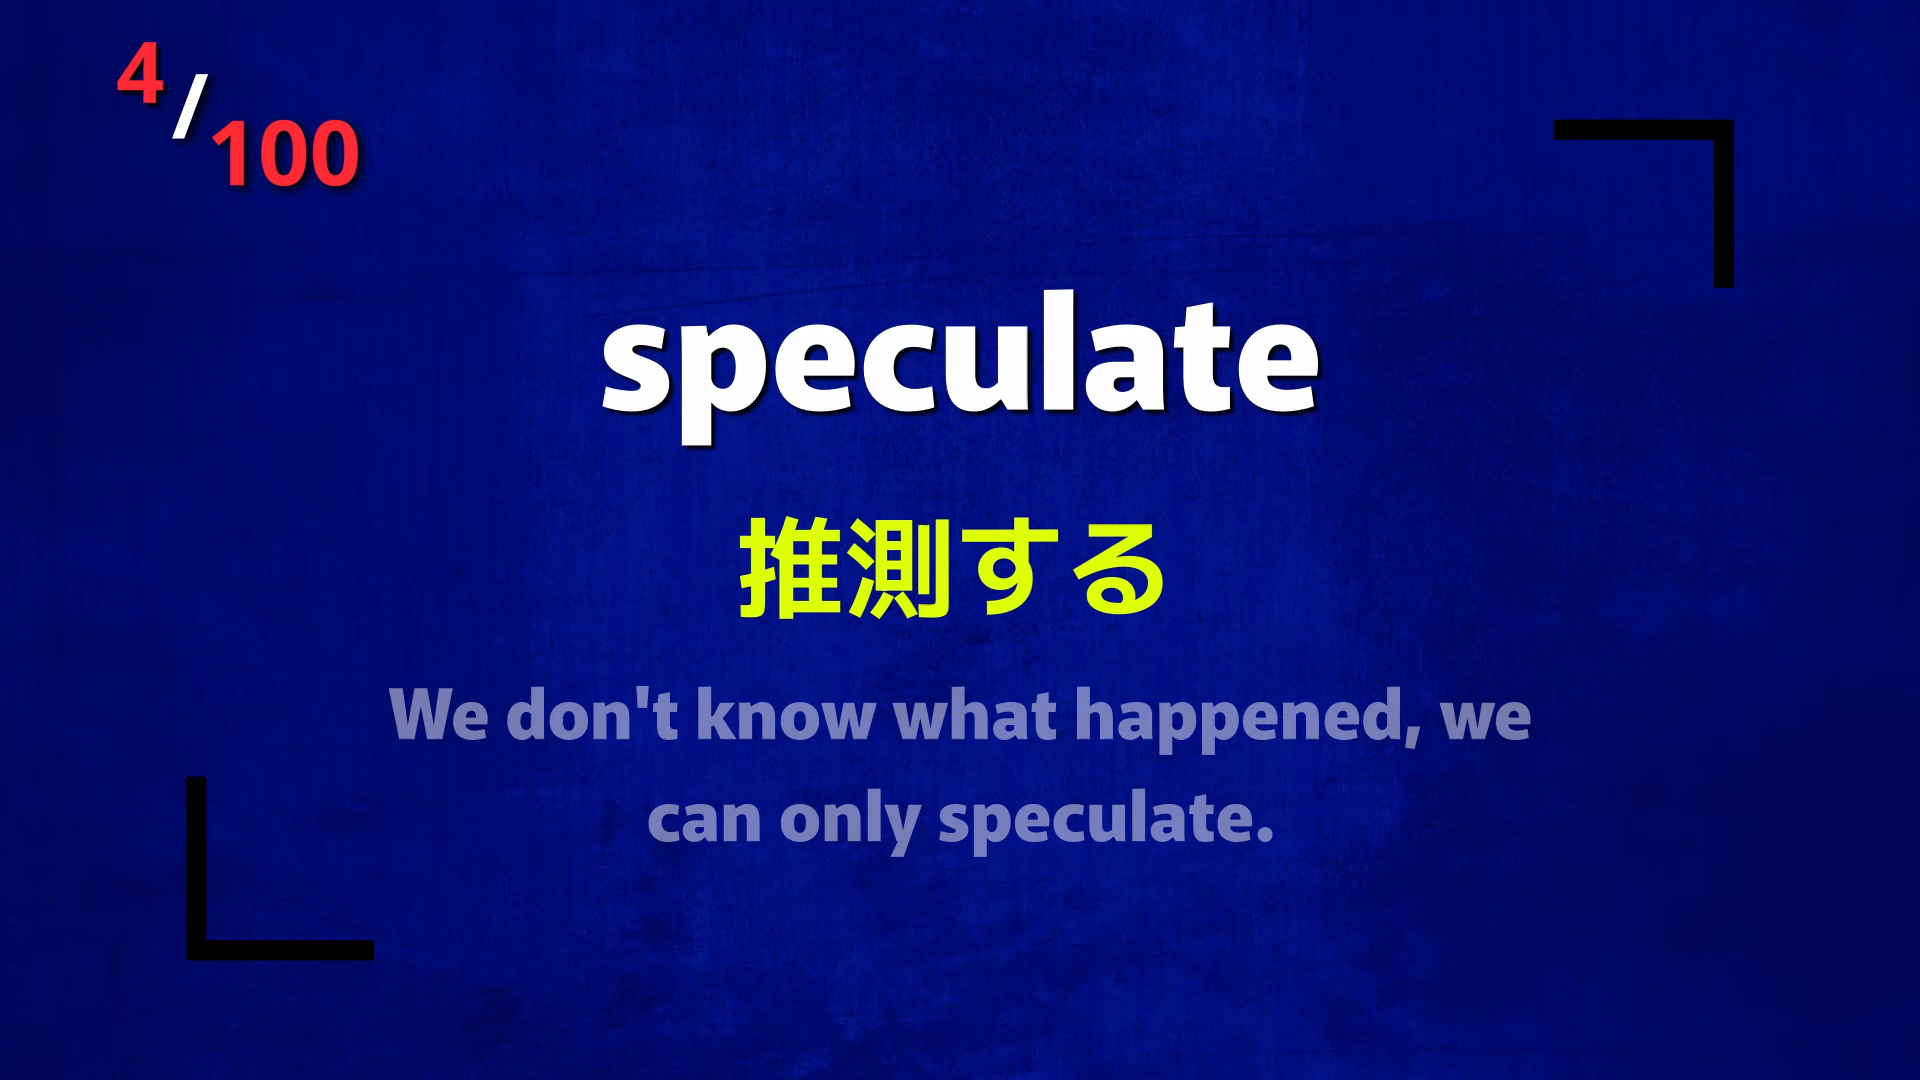 4/100
speculate
推測する
We don't know what happened, we
can only speculate.